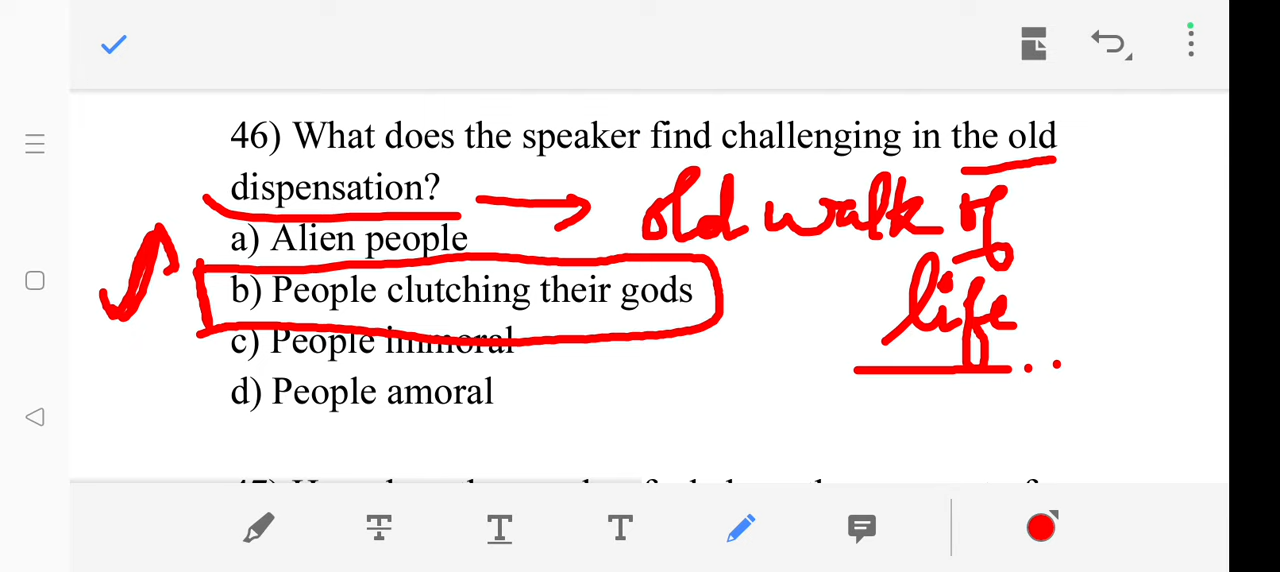 46) What does the speaker find challenging in the old
dispensation? old walk of
life..
a) Alien people
b) People clutching their gods
c) People immoral
d) People amoral